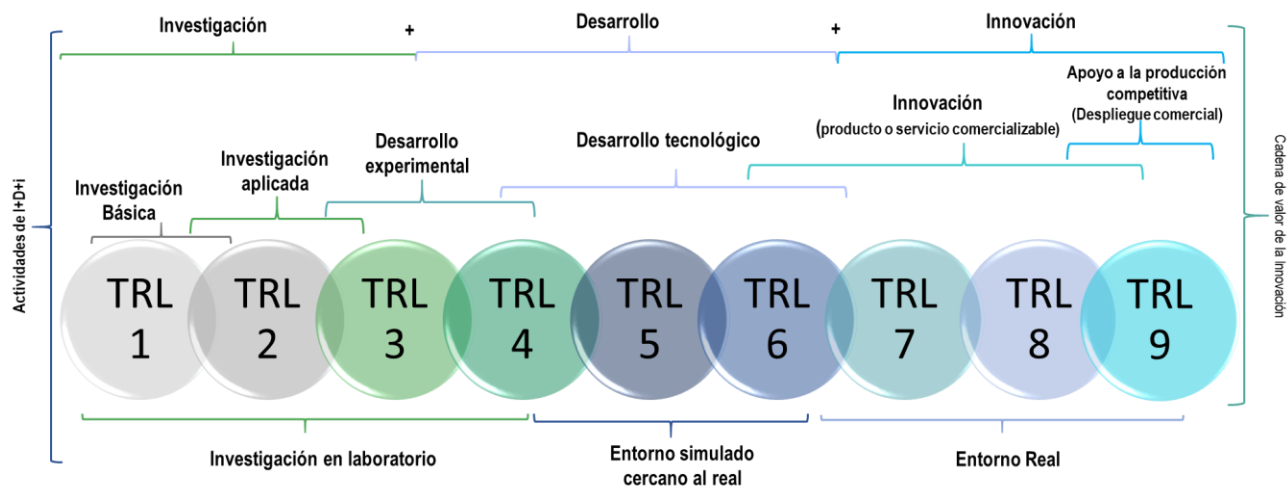 Investigación + Desarrollo + Innovación
Apoyo a la producción
competitiva
(Despliegue comercial)
Innovación
(producto o servicio comercializable)
Desarrollo tecnológico
Desarrollo
experimental
Investigación
aplicada
Investigación
Básica
Actividades de I+D+i
Cadena de valor de la Innovación
TRL
1
TRL
2
TRL
3
TRL
4
TRL
5
TRL
6
TRL
7
TRL
8
TRL
9
Investigación en laboratorio
Entorno simulado
cercano al real
Entorno Real